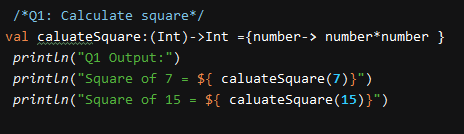 /*Q1: Calculate square*/
val caluateSquare:(Int)->Int ={number-> number*number }
println("Q1 Output:")
println("Square of 7 = ${ caluateSquare(7)}")
println("Square of 15 = ${ caluateSquare(15)}")